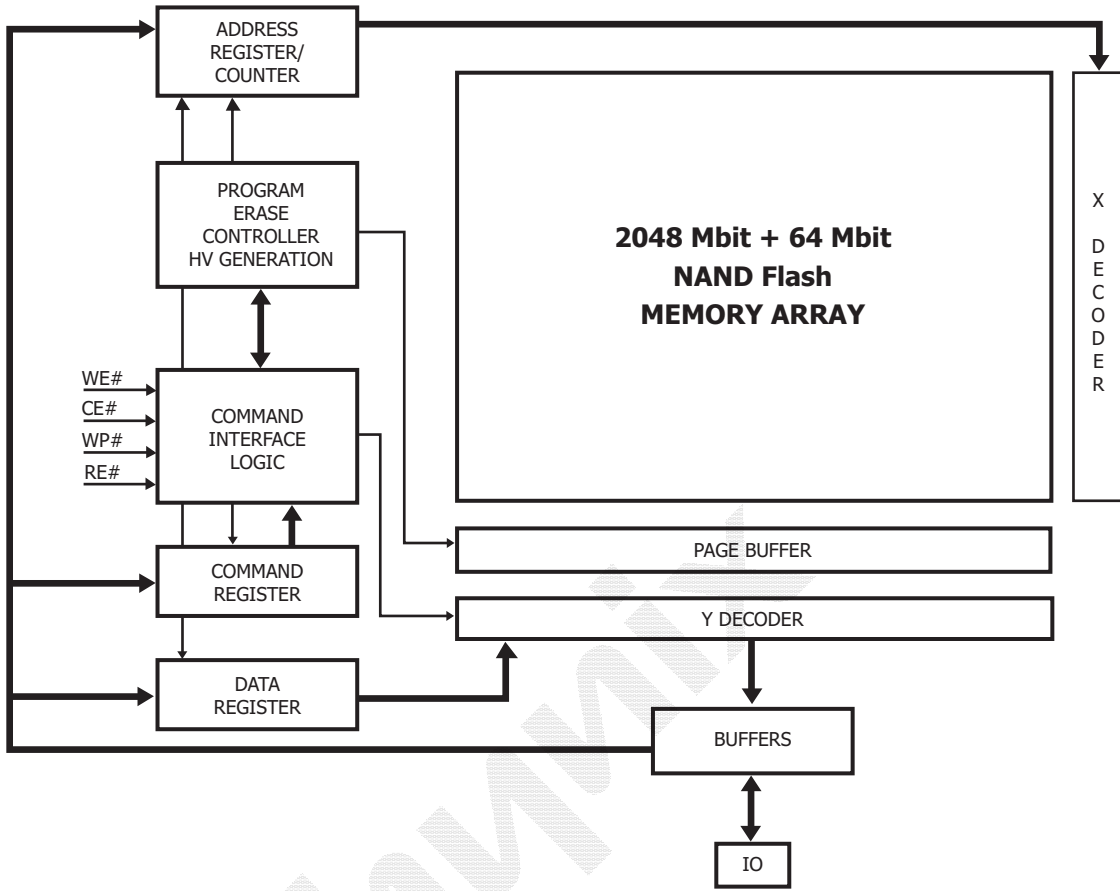 ADDRESS
REGISTER/
COUNTER
PROGRAM
ERASE
CONTROLLER
HV GENERATION
2048 Mbit + 64 Mbit
NAND Flash
MEMORY ARRAY
X
DECODER
WE#
CE#
WP#
RE#
COMMAND
INTERFACE
LOGIC
PAGE BUFFER
COMMAND
REGISTER
Y DECODER
DATA
REGISTER
BUFFERS
IO